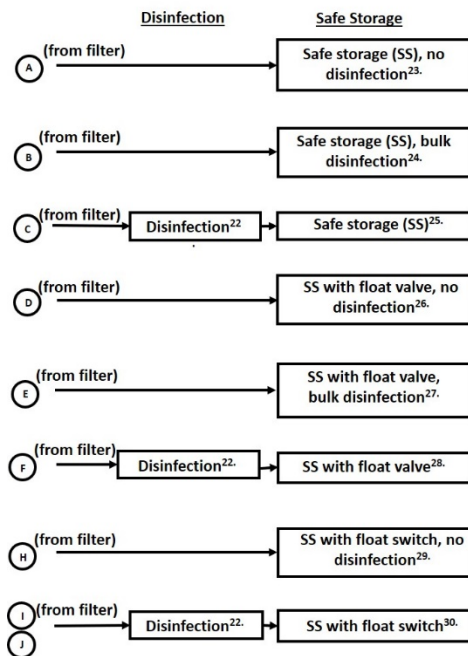 Disinfection Safe Storage
(from filter)
A
Safe storage (SS), no
disinfection23.
(from filter)
B
Safe storage (SS), bulk
disinfection24.
(from filter)
C
Disinfection22
Safe storage (SS)25.
(from filter)
D
SS with float valve, no
disinfection26.
(from filter)
E
SS with float valve,
bulk disinfection27.
(from filter)
F
Disinfection22.
SS with float valve28.
(from filter)
H
SS with float switch, no
disinfection29.
(from filter)
I
J
Disinfection22.
SS with float switch30.